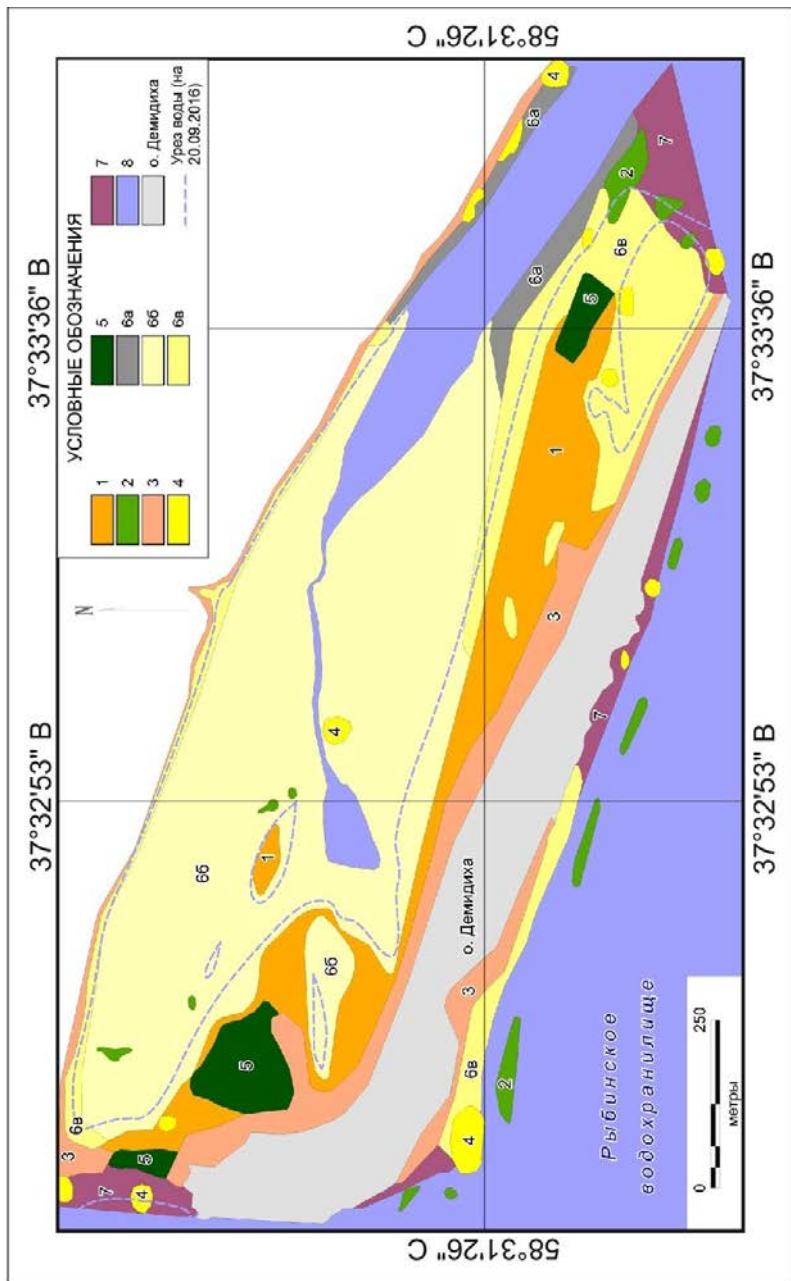 37°32'53" В
37°33'36" В
58°31'26" С
58°31'26" С
УСЛОВНЫЕ ОБОЗНАЧЕНИЯ
1
2
3
4
5
6а
6б
6в
7
8
о. Демидиха
Урез воды (на
20.09.2016)
N
3
6в
7
4
5
5
6б
6б
1
4
о. Демидиха
3
6в
4
2
3
7
1
5
6а
6в
2
7
6а
4
Рыбинское
водохранилище
0
250
метры
37°32'53" В
37°33'36" В